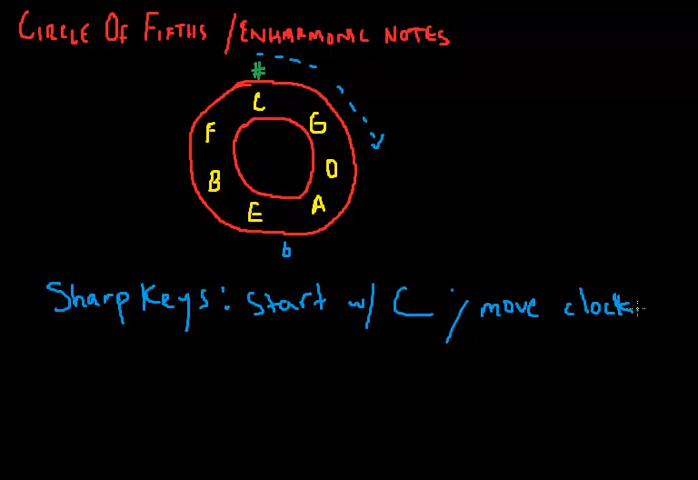 CIRCLE OF FIFTHS / ENHARMONIC NOTES
#
C
F G
B D
E A
b
Sharp Keys: Start w/ C ; move clock